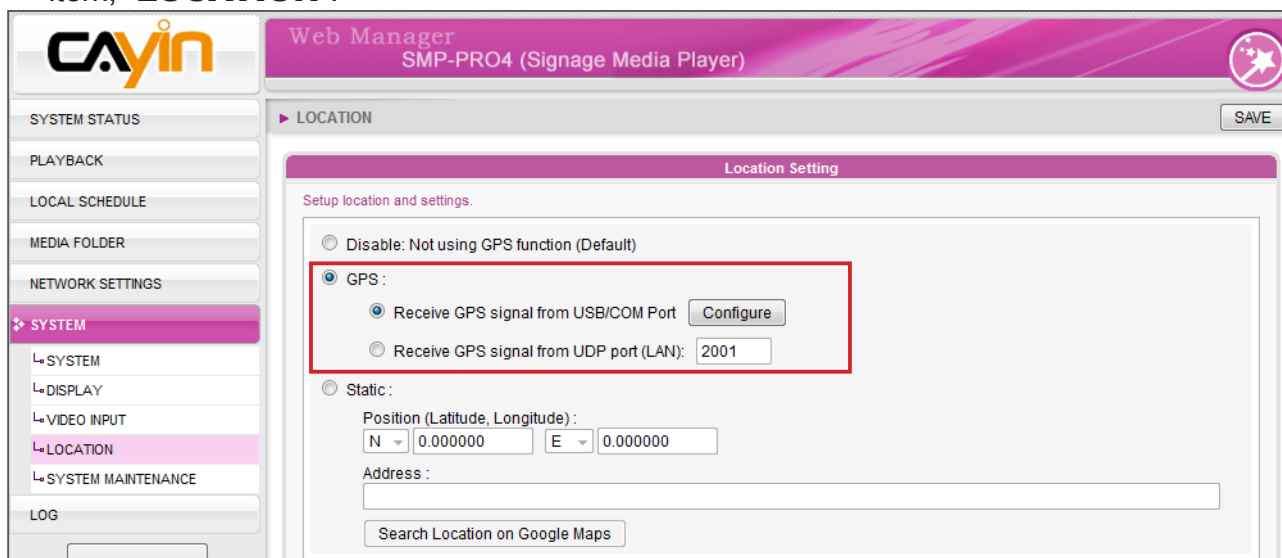 item, "LOCATION".
CAYIN
Web Manager
SMP-PRO4 (Signage Media Player)
SYSTEM STATUS
PLAYBACK
LOCAL SCHEDULE
MEDIA FOLDER
NETWORK SETTINGS
SYSTEM
SYSTEM
DISPLAY
VIDEO INPUT
LOCATION
SYSTEM MAINTENANCE
LOG
LOCATION
SAVE
Location Setting
Setup location and settings.
Disable: Not using GPS function (Default)
GPS :
Receive GPS signal from USB/COM Port Configure
Receive GPS signal from UDP port (LAN): 2001
Static :
Position (Latitude, Longitude) :
N 0.000000 E 0.000000
Address :
Search Location on Google Maps